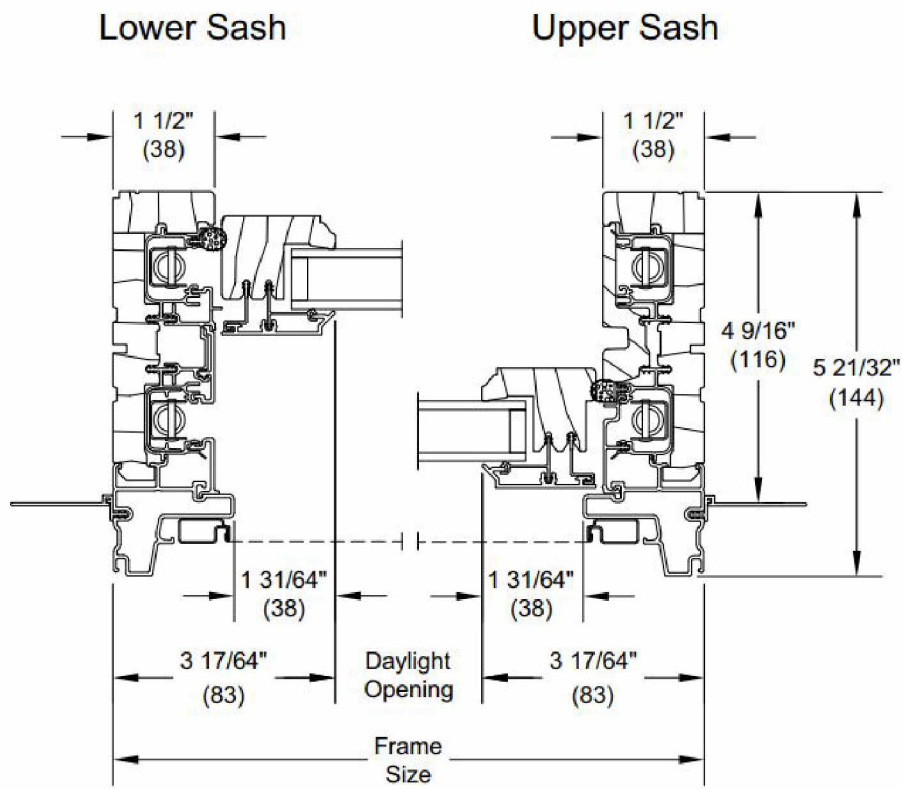 Lower Sash
Upper Sash
1 1/2"
(38)
1 1/2"
(38)
4 9/16"
(116)
5 21/32"
(144)
1 31/64"
(38)
1 31/64"
(38)
3 17/64"
(83)
Daylight
Opening
3 17/64"
(83)
Frame
Size